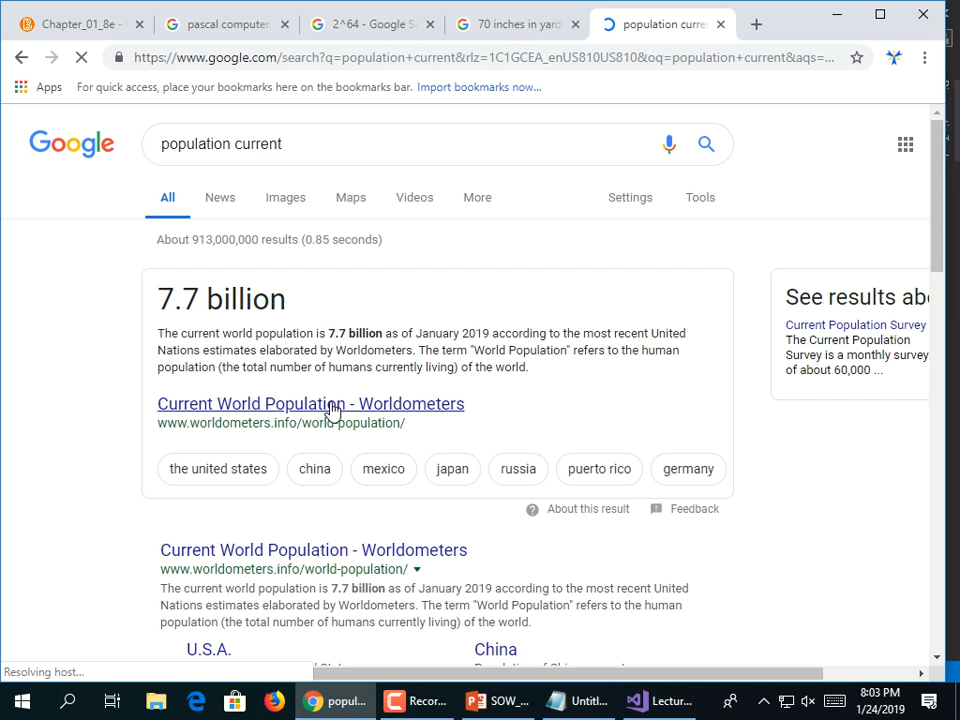 Chapter_01_8e -
pascal computer
2^64 - Google Se
70 inches in yard
population curre
https://www.google.com/search?q=population+current&rlz=1C1GCEA_enUS810US810&oq=population+current&aqs=...
Apps For quick access, place your bookmarks here on the bookmarks bar. Import bookmarks now...
Google
population current
All News Images Maps Videos More Settings Tools
About 913,000,000 results (0.85 seconds)
7.7 billion
The current world population is 7.7 billion as of January 2019 according to the most recent United
Nations estimates elaborated by Worldometers. The term "World Population" refers to the human
population (the total number of humans currently living) of the world.
Current World Population - Worldometers
www.worldometers.info/world-population/
the united states china mexico japan russia puerto rico germany
About this result Feedback
See results abo
Current Population Survey
The Current Population
Survey is a monthly survey
of about 60,000 ...
Current World Population - Worldometers
www.worldometers.info/world-population/
The current world population is 7.7 billion as of January 2019 according to the most recent United
Nations estimates elaborated by Worldometers. The term "World Population" refers to the human
population (the total number of humans currently living) of the world.
U.S.A. China
Resolving host...
popul... Recor... SOW_... Untitl... Lectur...
8:03 PM
1/24/2019